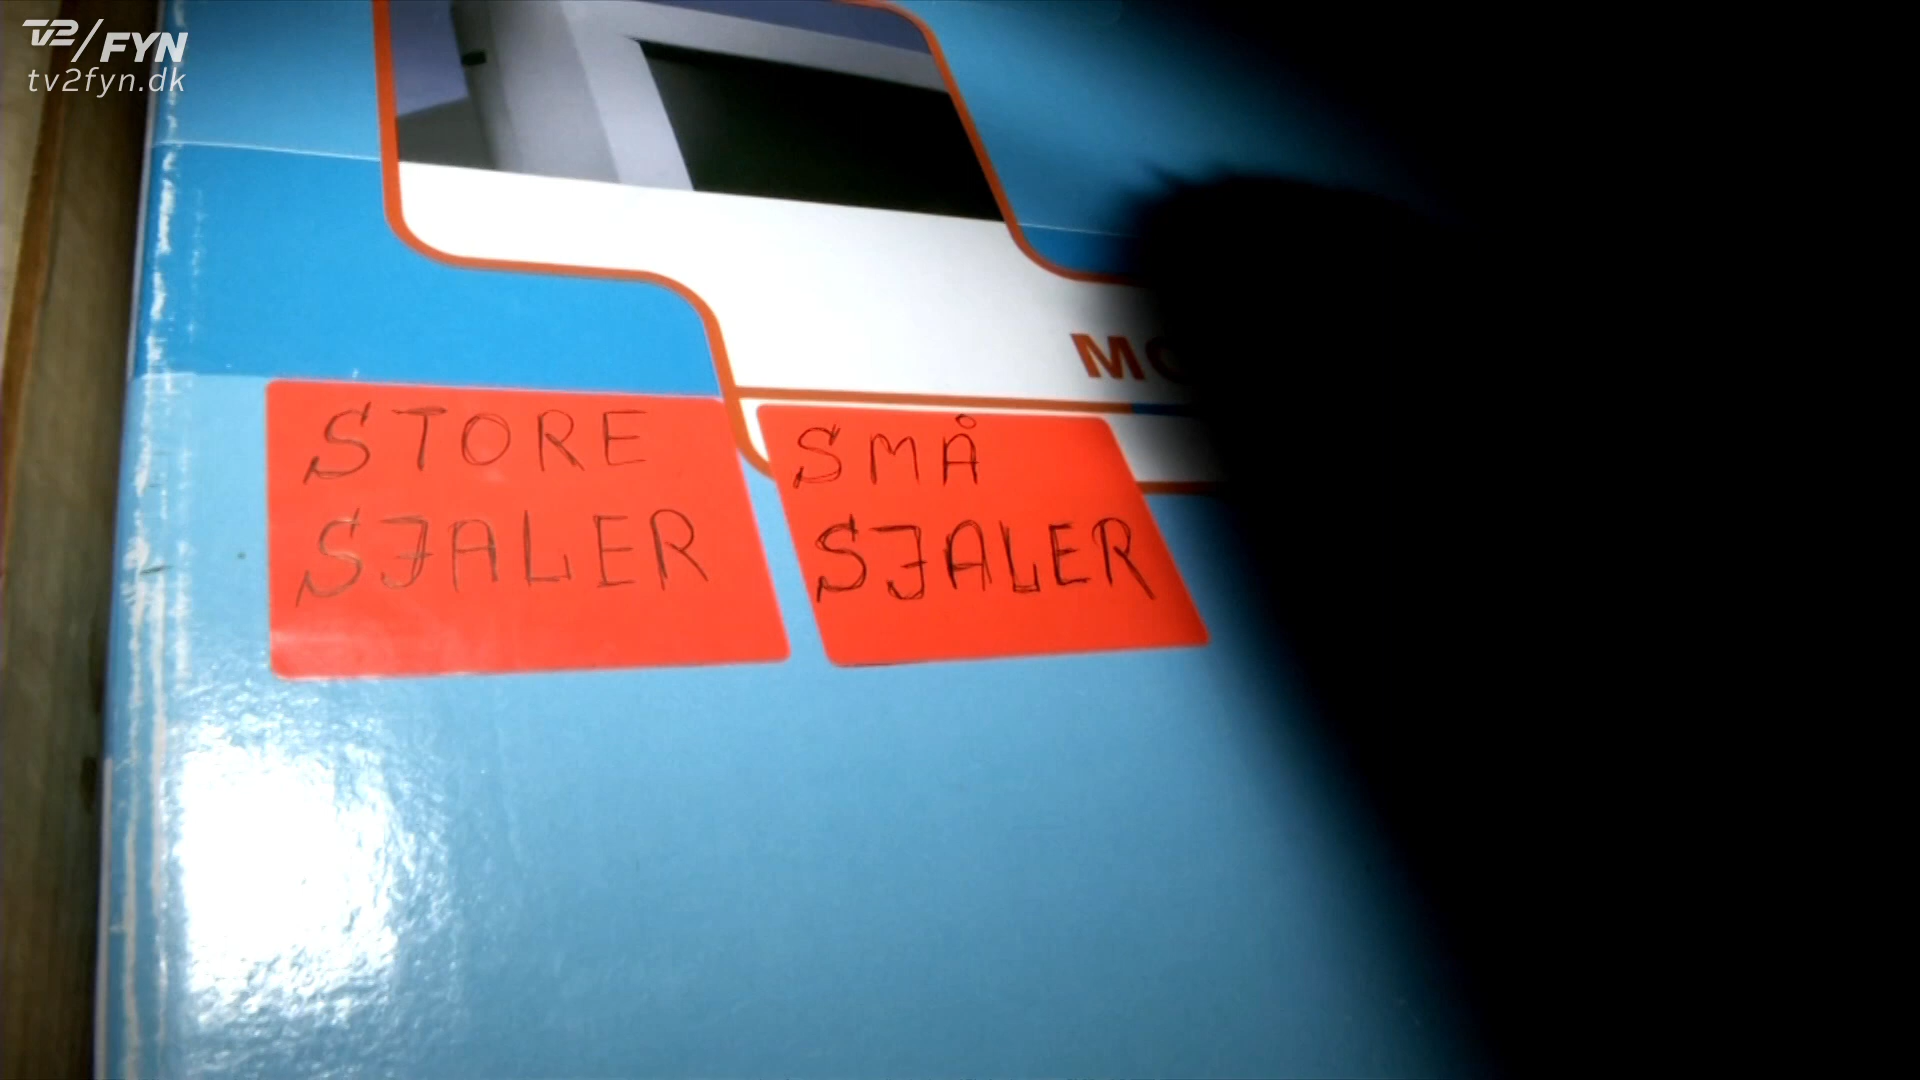 TV2/FYN
tv2fyn.dk
STORE
SJALER
SMÅ
SJALER